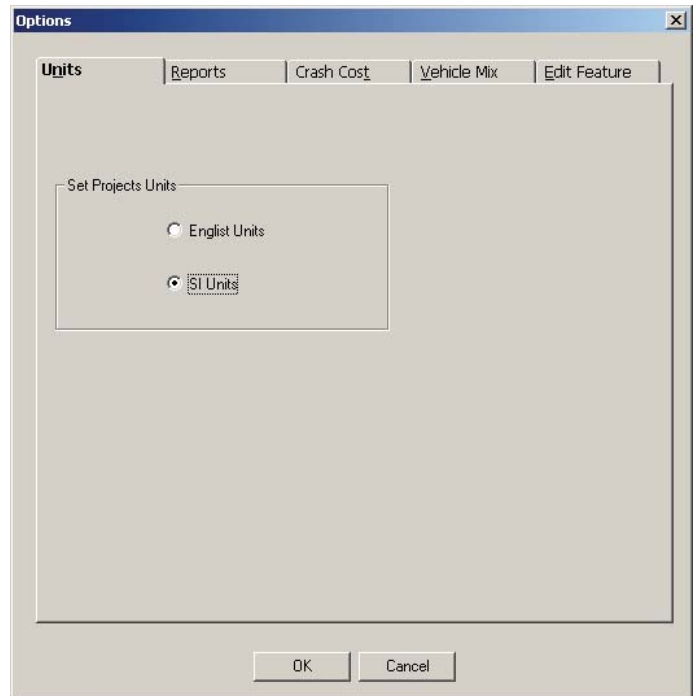 Options
Units Reports Crash Cost Vehicle Mix Edit Feature
Set Projects Units
Englist Units
SI Units
OK Cancel